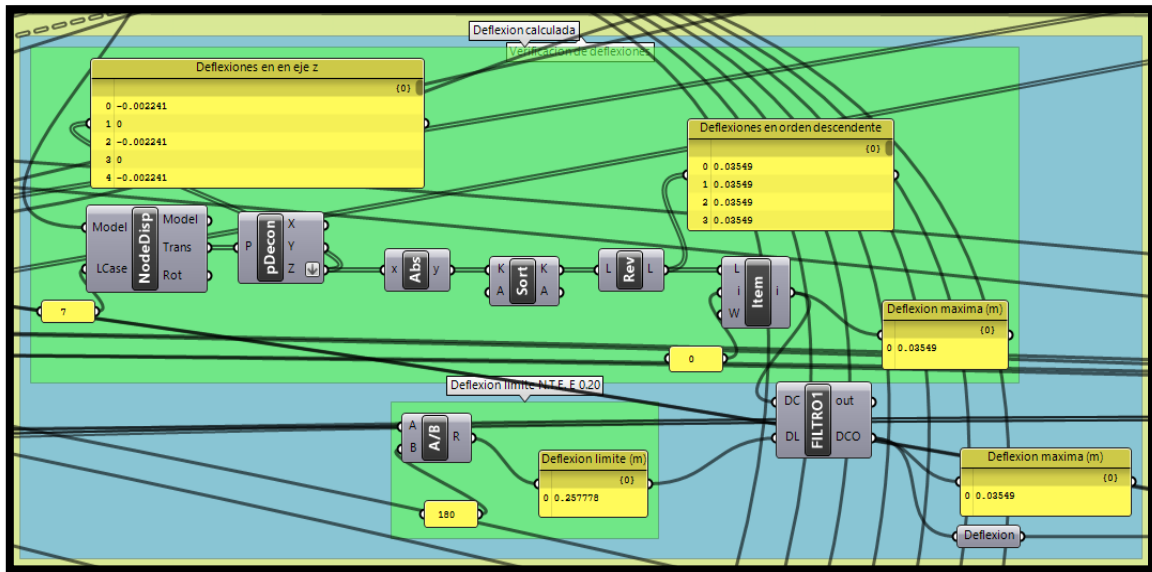 Deflexion calculada
Verificacion de deflexiones
Deflexiones en en eje z
{0}
0 -0.002241
1 0
2 -0.002241
3 0
4 -0.002241
Deflexiones en orden descendente
{0}
0 0.03549
1 0.03549
2 0.03549
3 0.03549
Model
LCase
NodeDisp
Model
Trans
Rot
P
pDecon
X
Y
Z
x
Abs
y
K
A
Sort
K
A
L
Rev
L
L
i
W
Item
i
7
0
Deflexion maxima (m)
{0}
0 0.03549
Deflexion limite N.T.E. E 0.20
A
B
A/B
R
Deflexion limite (m)
{0}
0 0.257778
180
DC
DL
FILTRO1
out
DCO
Deflexion maxima (m)
{0}
0 0.03549
Deflexion